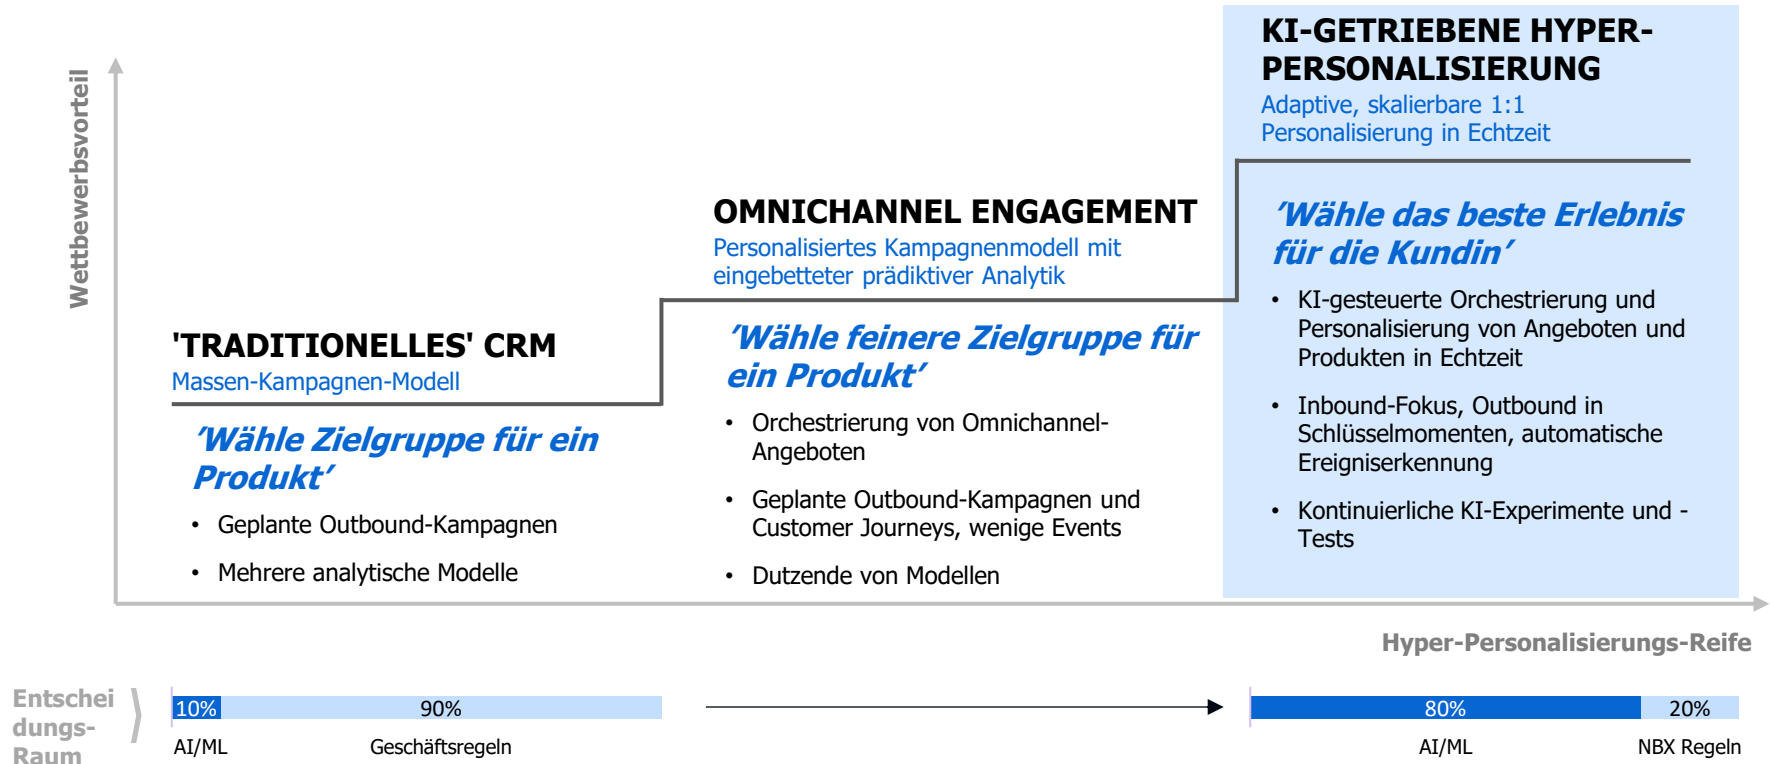 Wettbewerbsvorteil
'TRADITIONELLES' CRM
Massen-Kampagnen-Modell
’Wähle Zielgruppe für ein
Produkt’
• Geplante Outbound-Kampagnen
• Mehrere analytische Modelle
OMNICHANNEL ENGAGEMENT
Personalisiertes Kampagnenmodell mit
eingebetteter prädiktiver Analytik
’Wähle feinere Zielgruppe für
ein Produkt’
• Orchestrierung von Omnichannel-
Angeboten
• Geplante Outbound-Kampagnen und
Customer Journeys, wenige Events
• Dutzende von Modellen
KI-GETRIEBENE HYPER-
PERSONALISIERUNG
Adaptive, skalierbare 1:1
Personalisierung in Echtzeit
’Wähle das beste Erlebnis
für die Kundin’
• KI-gesteuerte Orchestrierung und
Personalisierung von Angeboten und
Produkten in Echtzeit
• Inbound-Fokus, Outbound in
Schlüsselmomenten, automatische
Ereigniserkennung
• Kontinuierliche KI-Experimente und -
Tests
Hyper-Personalisierungs-Reife
Entschei
dungs-
Raum
10%
90%
AI/ML
Geschäftsregeln
80%
20%
AI/ML
NBX Regeln